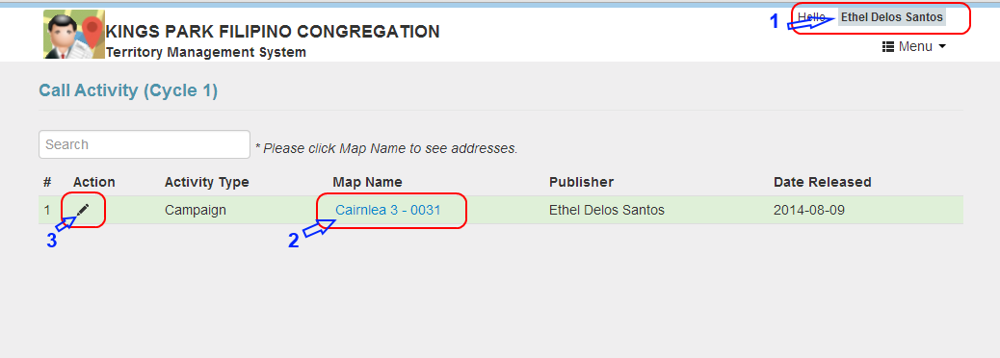 1 Hello Ethel Delos Santos
KINGS PARK FILIPINO CONGREGATION
Territory Management System
Menu
Call Activity (Cycle 1)
Search * Please click Map Name to see addresses.
# Action Activity Type Map Name Publisher Date Released
1 Campaign Cairnlea 3 - 0031 Ethel Delos Santos 2014-08-09
3 2